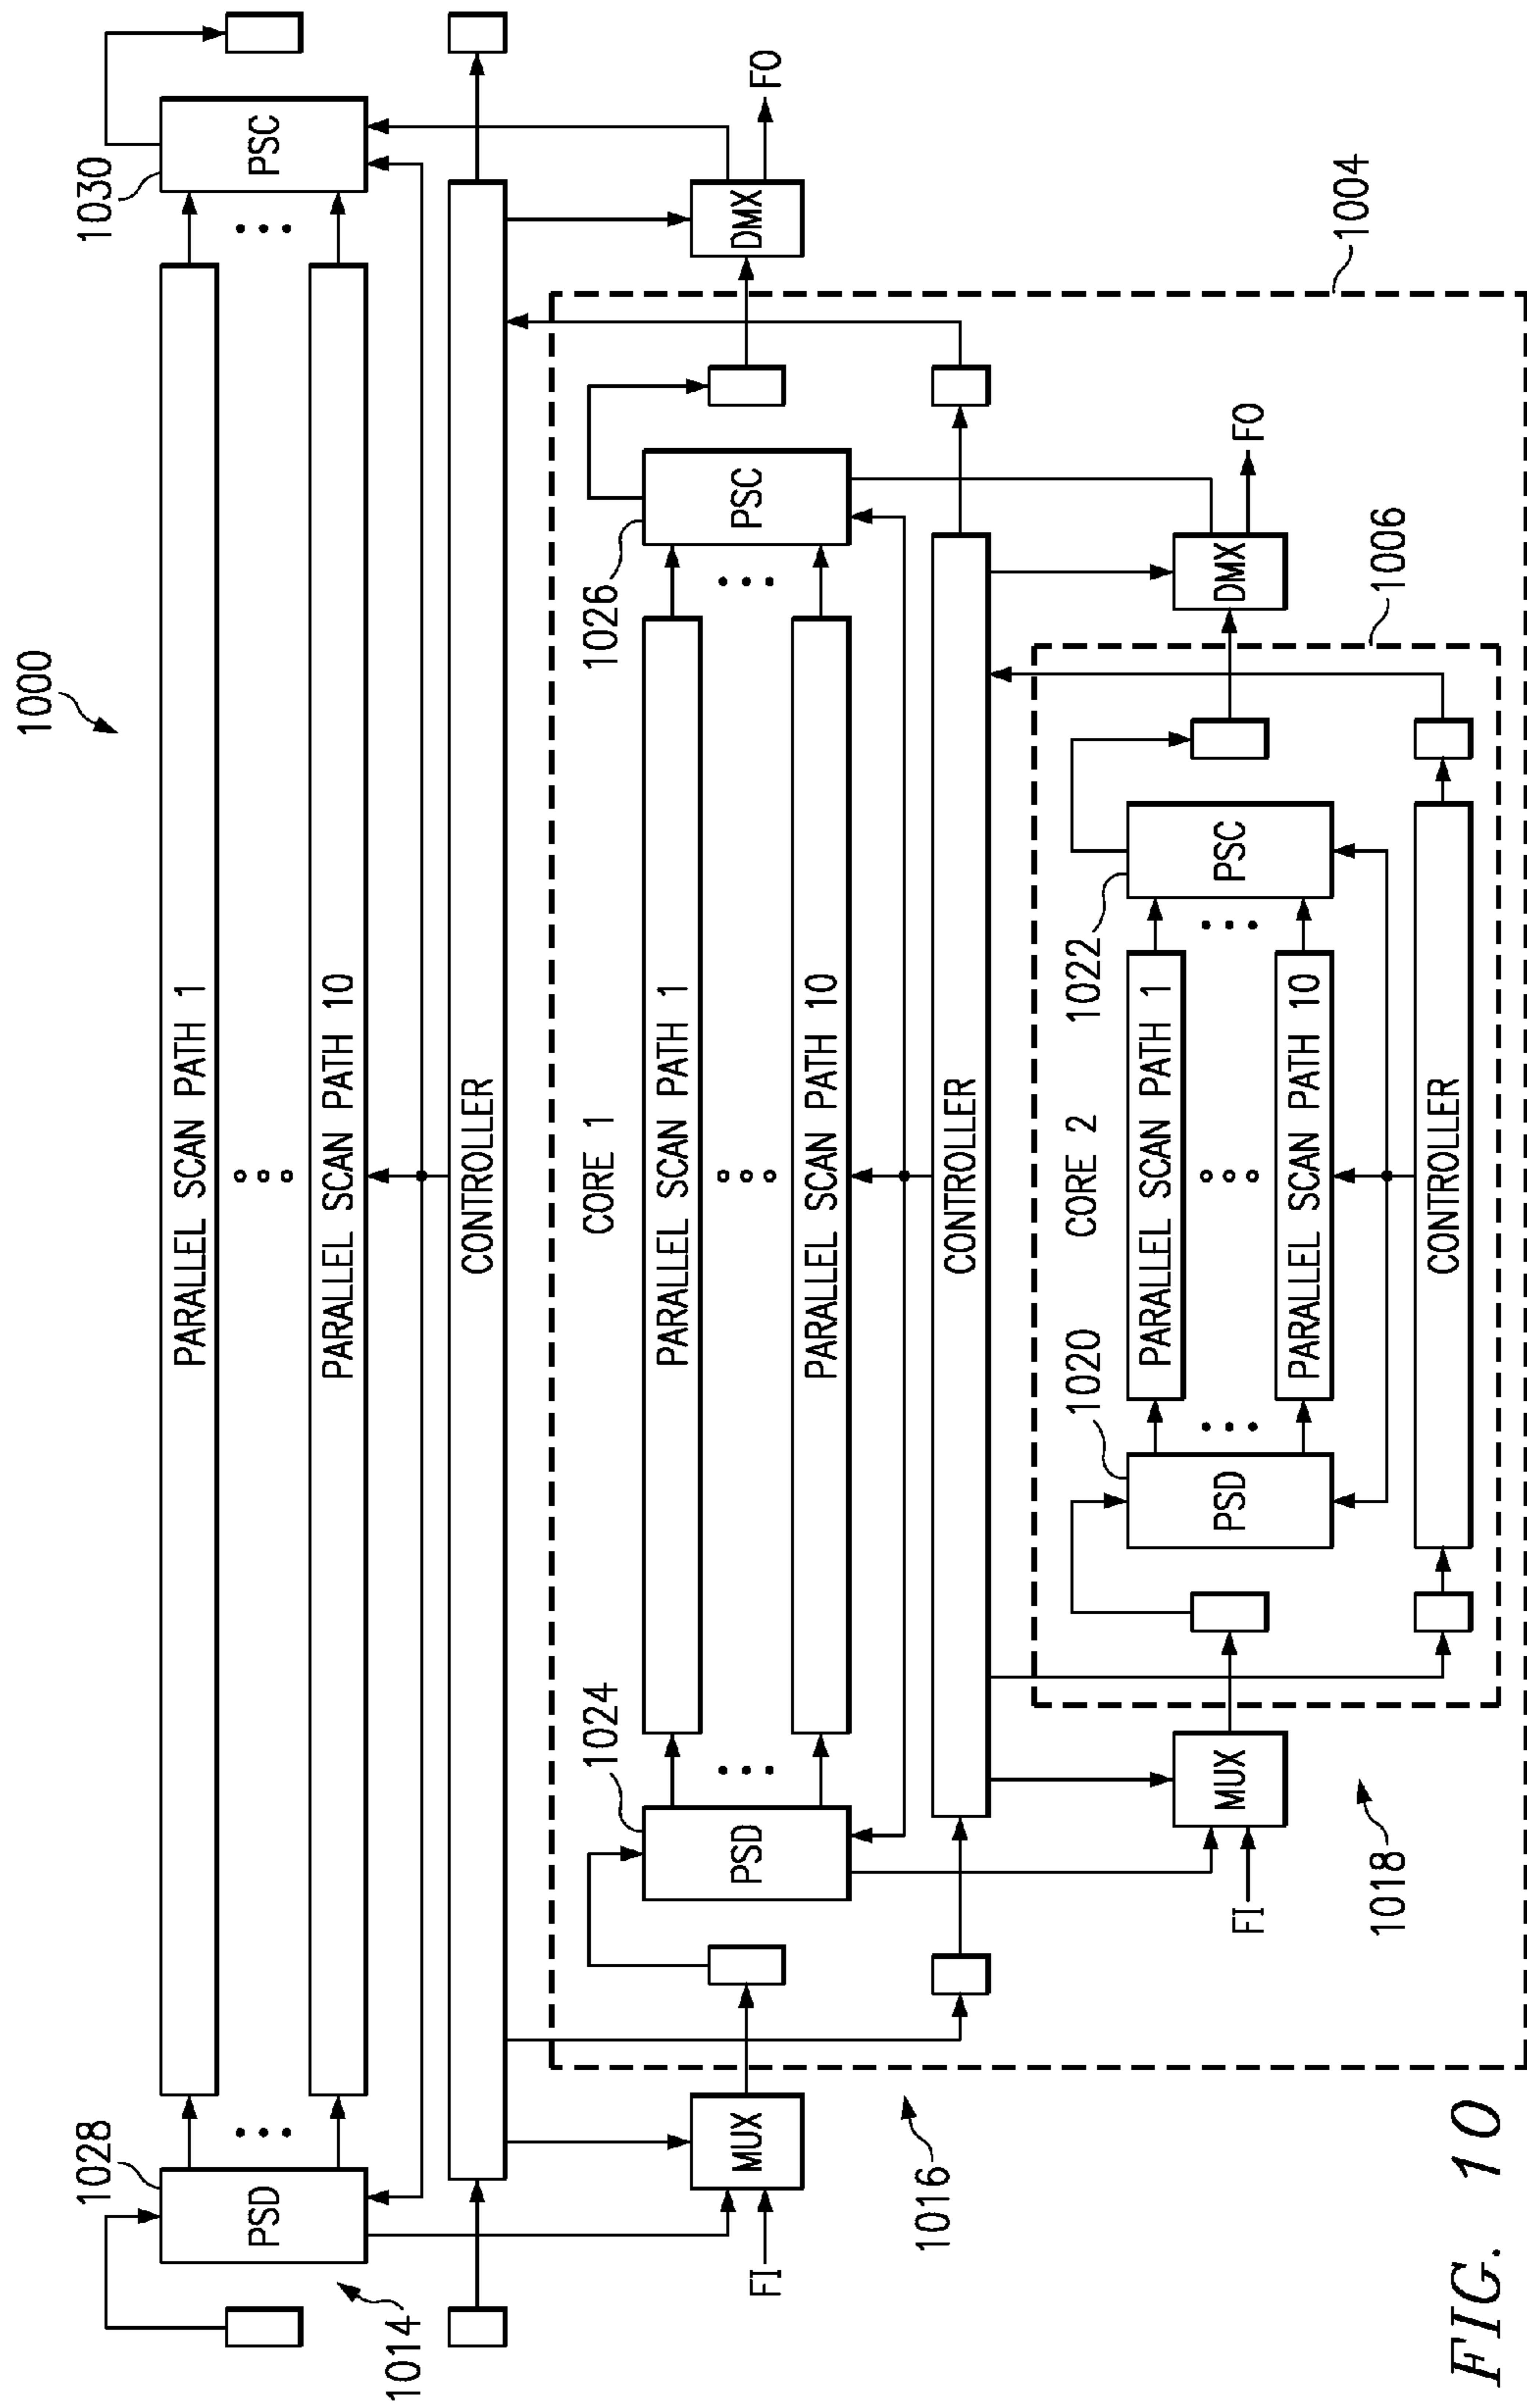 1000
1028
PSD
PARALLEL SCAN PATH 1
PARALLEL SCAN PATH 10
1030
PSC
1014
CONTROLLER
FI
MUX
DMX
FO
1016
CORE 1
1024
PSD
PARALLEL SCAN PATH 1
PARALLEL SCAN PATH 10
1026
PSC
CONTROLLER
1004
FI
MUX
DMX
FO
1018
CORE 2
1020
PSD
PARALLEL SCAN PATH 1
PARALLEL SCAN PATH 10
1022
PSC
CONTROLLER
1006
FIG. 10